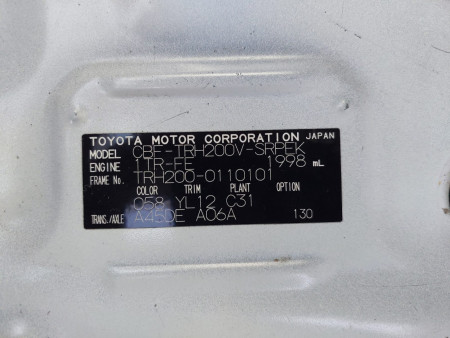 TOYOTA MOTOR CORPORATION JAPAN
MODEL CBF-TRH200V-SRPEK
ENGINE 1TR-FE 1998 mL
FRAME No. TRH200-0110101
COLOR TRIM PLANT OPTION
058 YL12 C31
TRANS./AXLE A45DE A06A 130